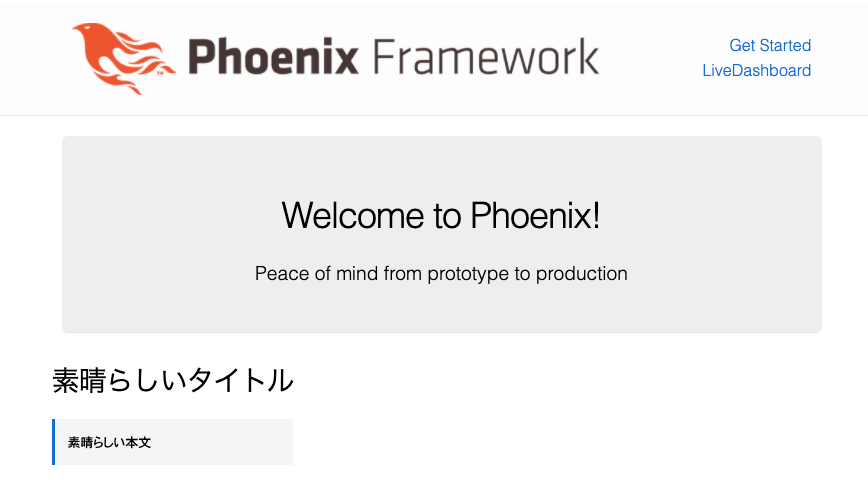 Phoenix Framework
Get Started
LiveDashboard
Welcome to Phoenix!
Peace of mind from prototype to production
素晴らしいタイトル
素晴らしい本文